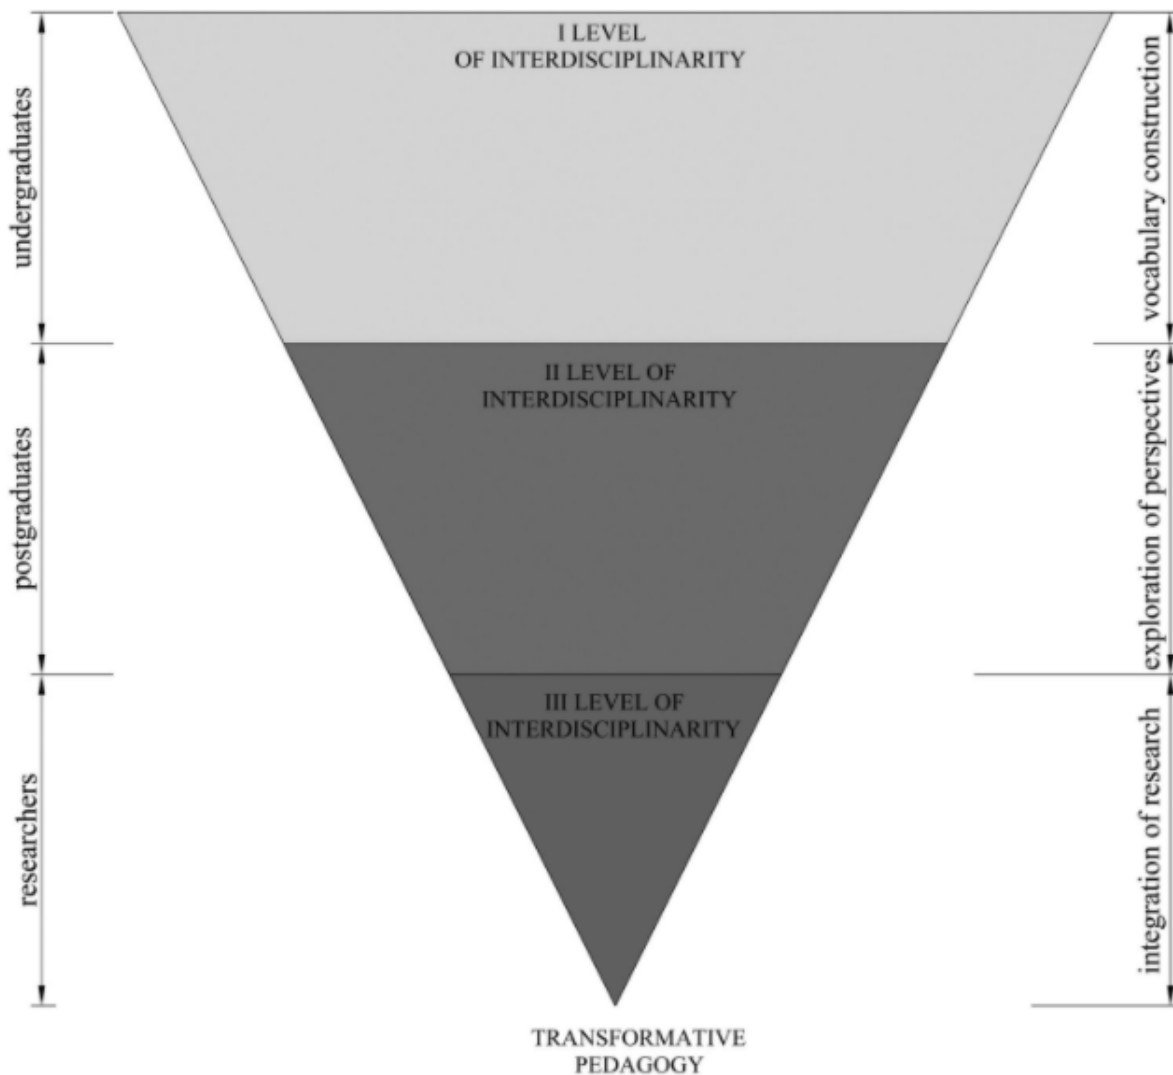 I LEVEL
OF INTERDISCIPLINARITY
undergraduates
vocabulary construction
II LEVEL OF
INTERDISCIPLINARITY
postgraduates
exploration of perspectives
III LEVEL OF
INTERDISCIPLINARITY
researchers
integration of research
TRANSFORMATIVE
PEDAGOGY